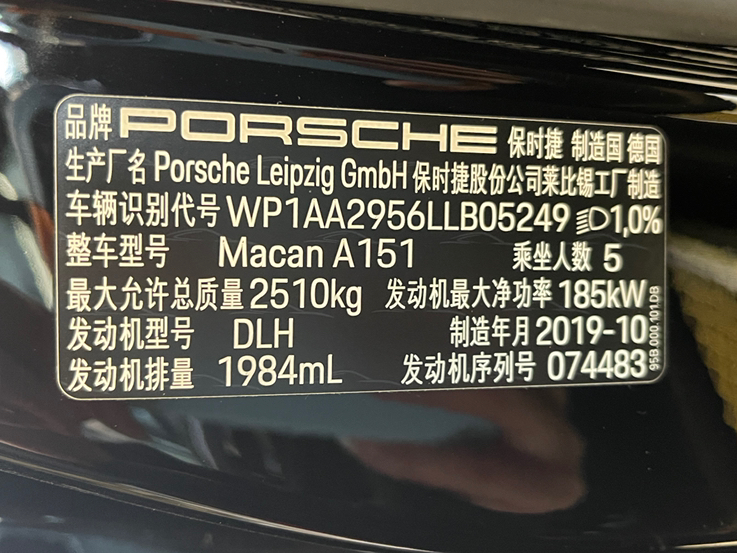 品牌 PORSCHE 保时捷 制造国 德国
生产厂名 Porsche Leipzig GmbH 保时捷股份公司莱比锡工厂制造
车辆识别代号 WP1AA2956LLB05249 1,0%
整车型号 Macan A151 乘坐人数 5
最大允许总质量 2510kg 发动机最大净功率 185kW
发动机型号 DLH 制造年月 2019-10
发动机排量 1984mL 发动机序列号 074483
95B.000.101.DB